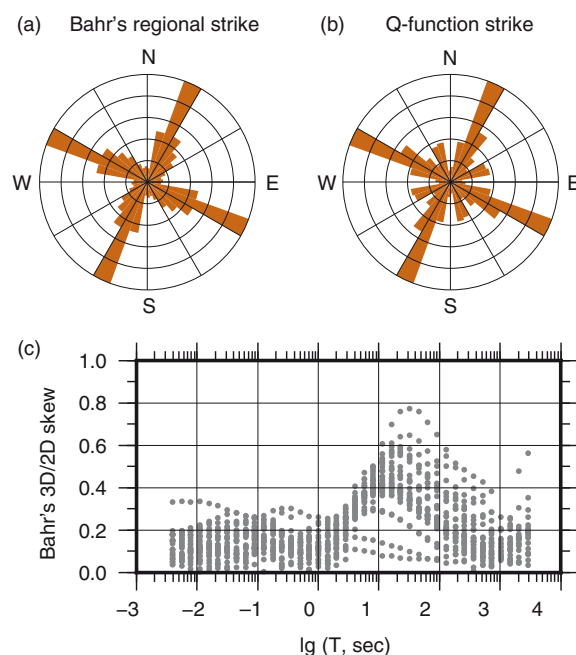 (a) Bahr's regional strike
(b) Q-function strike
N
W
E
S
N
W
E
S
(c)
Bahr's 3D/2D skew
1.0
0.8
0.6
0.4
0.2
0.0
−3 −2 −1 0 1 2 3 4
lg (T, sec)